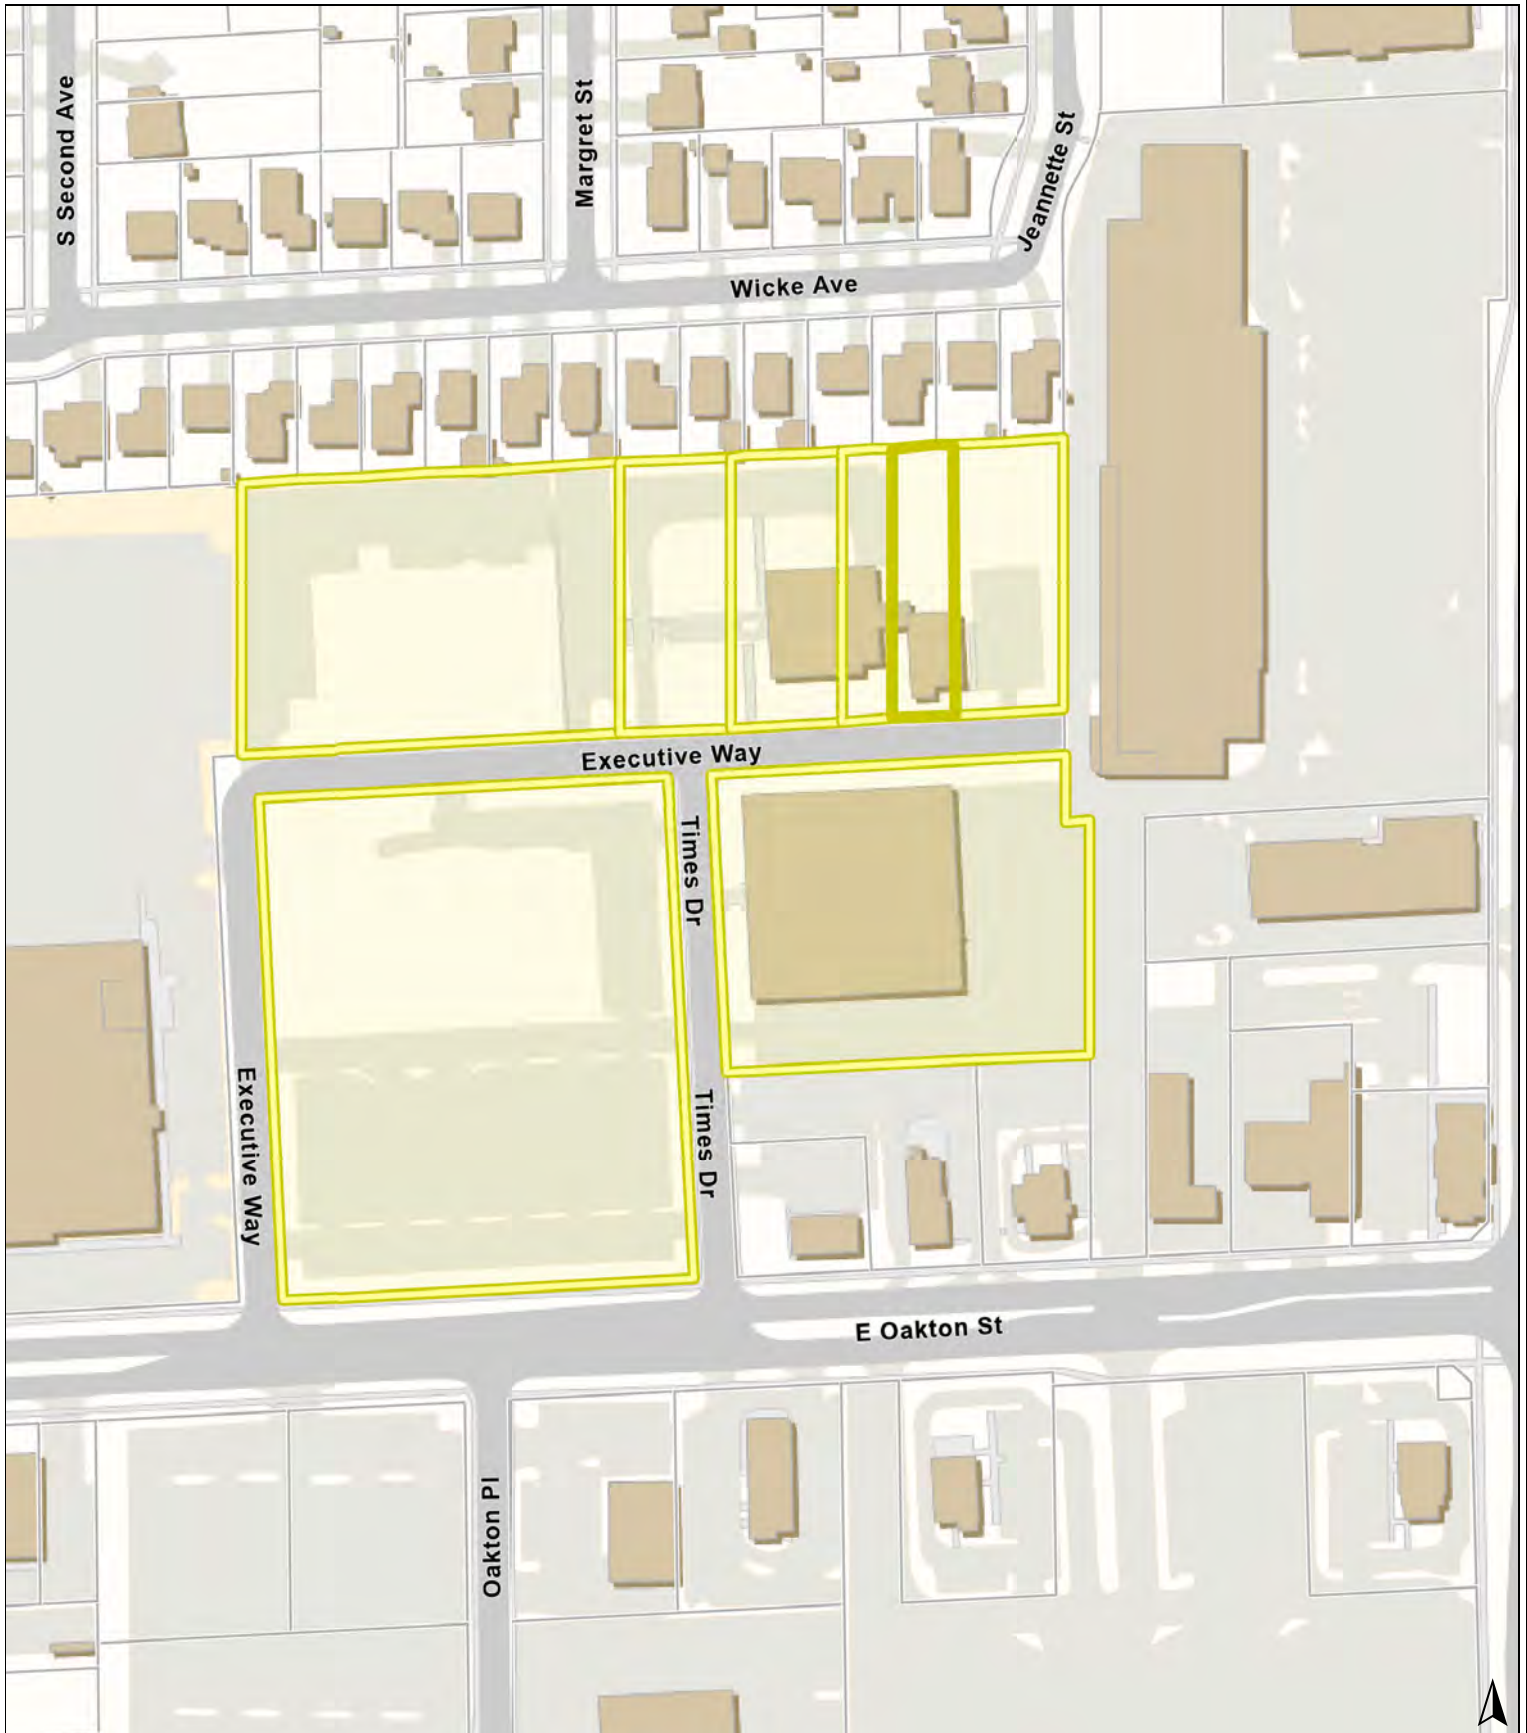 S Second Ave
Margret St
Jeannette St
Wicke Ave
Executive Way
Times Dr
Executive Way
Times Dr
E Oakton St
Oakton Pl